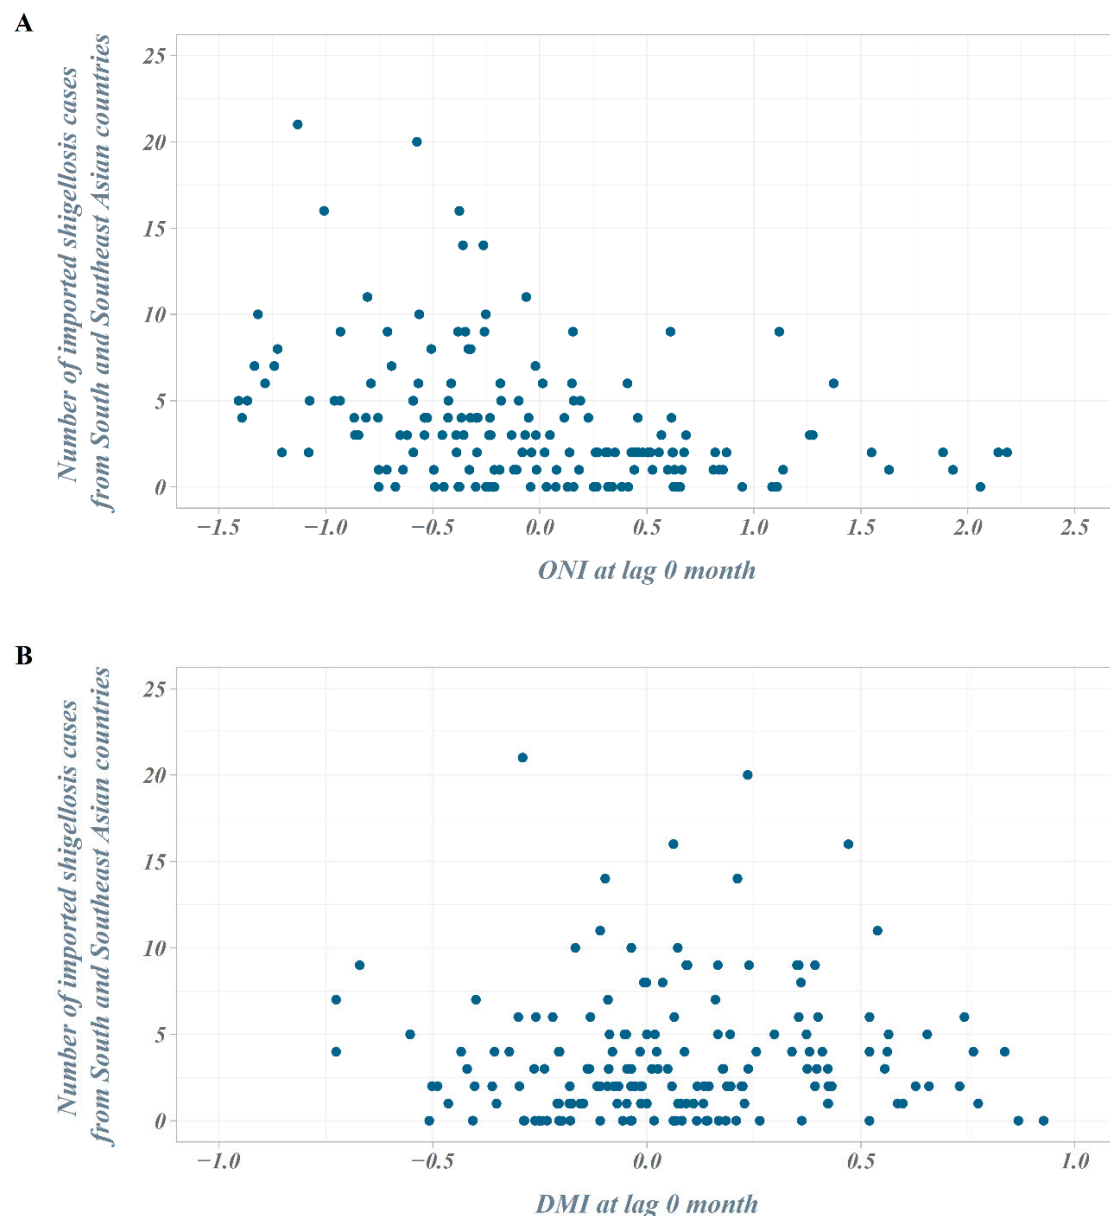 A
Number of imported shigellosis cases
from South and Southeast Asian countries
25
20
15
10
5
0
−1.5 −1.0 −0.5 0.0 0.5 1.0 1.5 2.0 2.5
ONI at lag 0 month
B
Number of imported shigellosis cases
from South and Southeast Asian countries
25
20
15
10
5
0
−1.0 −0.5 0.0 0.5 1.0
DMI at lag 0 month